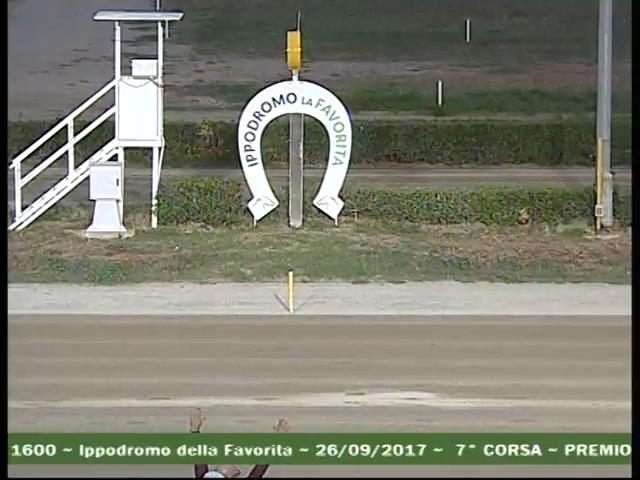 IPPODROMO LA FAVORITA
1600 ~ Ippodromo della Favorita ~ 26/09/2017 ~ 7° CORSA ~ PREMIO